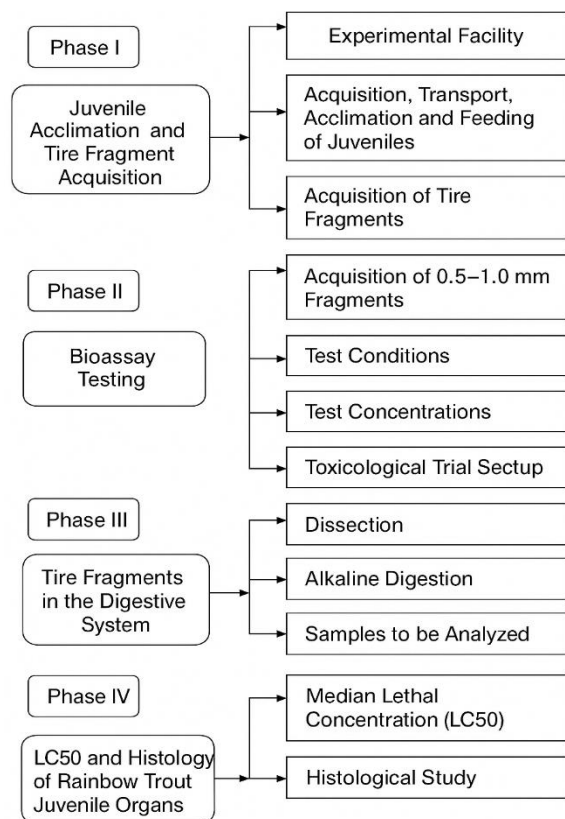 Phase I
Juvenile
Acclimation and
Tire Fragment
Acquisition
Experimental Facility
Acquisition, Transport,
Acclimation and Feeding
of Juveniles
Acquisition of Tire
Fragments
Phase II
Bioassay
Testing
Acquisition of 0.5–1.0 mm
Fragments
Test Conditions
Test Concentrations
Toxicological Trial Sectup
Phase III
Tire Fragments
in the Digestive
System
Dissection
Alkaline Digestion
Samples to be Analyzed
Phase IV
LC50 and Histology
of Rainbow Trout
Juvenile Organs
Median Lethal
Concentration (LC50)
Histological Study